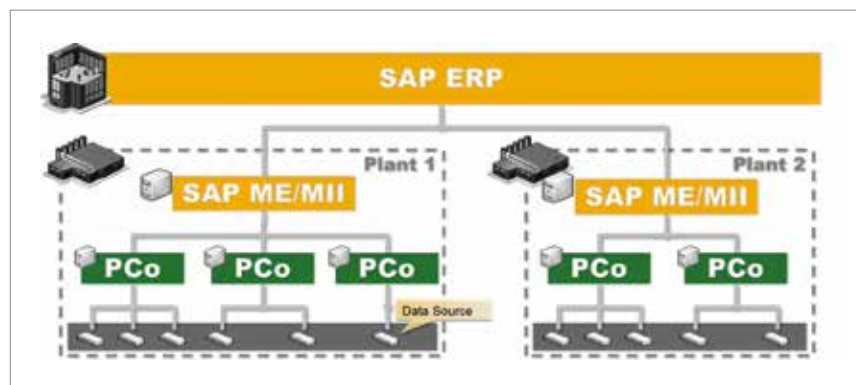 SAP ERP
Plant 1
Plant 2
SAP ME/MII
SAP ME/MII
PCo
PCo
PCo
PCo
PCo
Data Source